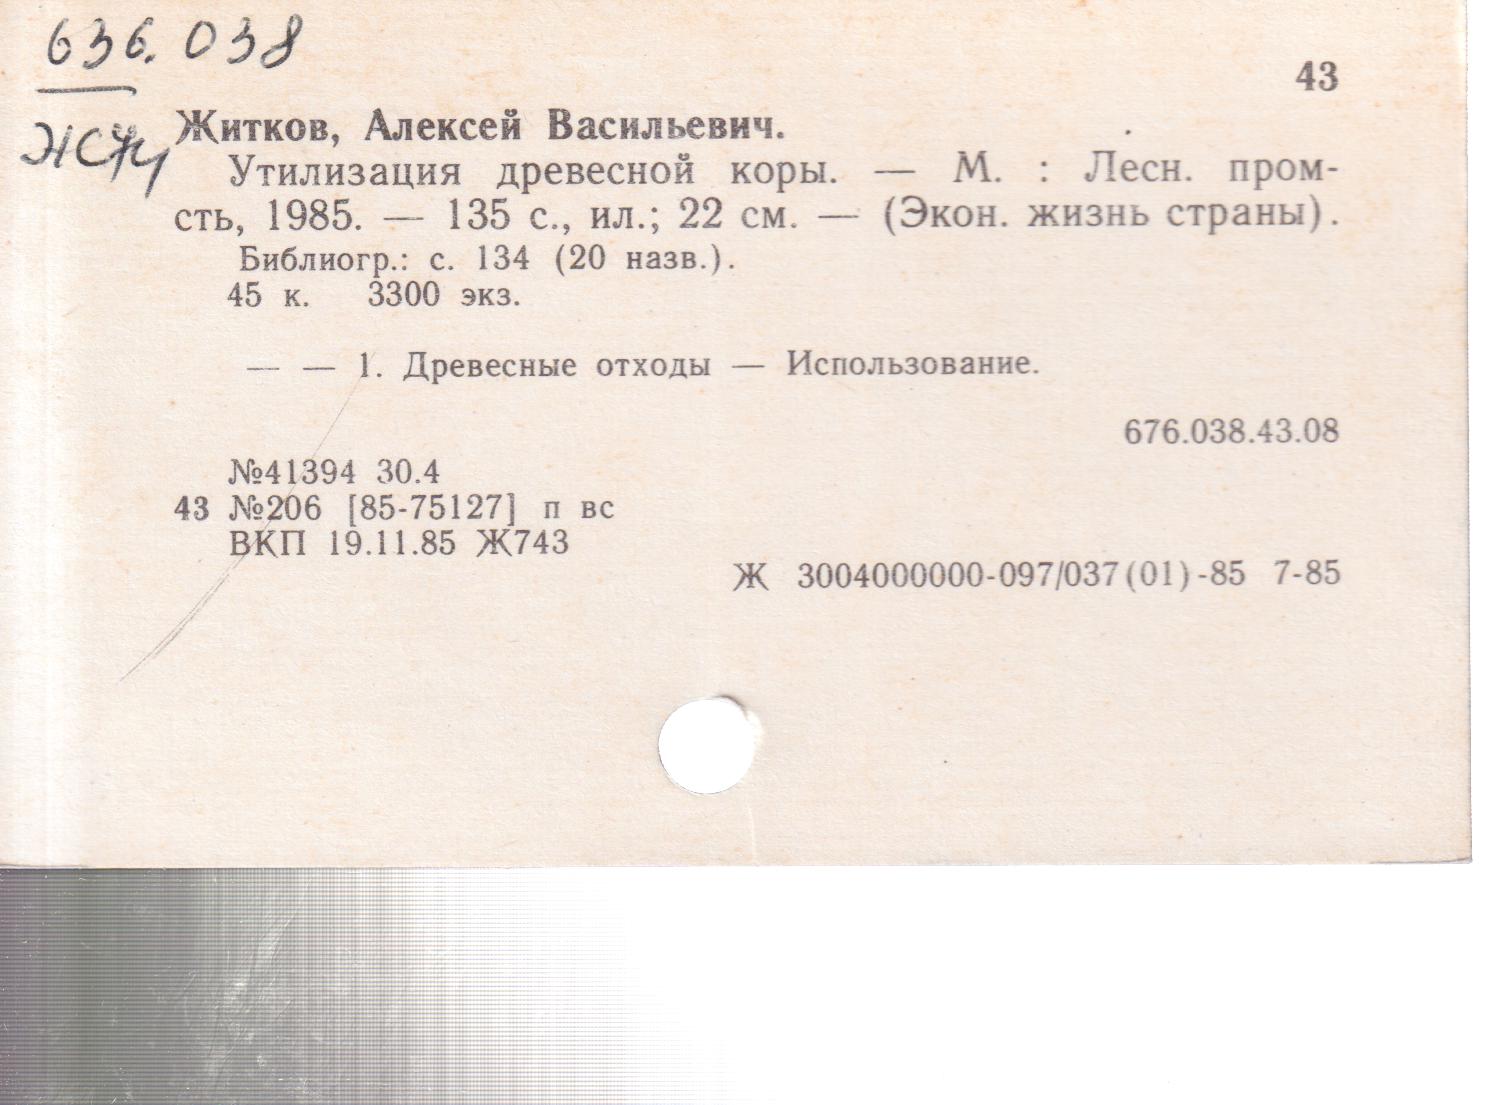 636.038
43
Житков, Алексей Васильевич.
Утилизация древесной коры. — М. : Лесн. пром-
сть, 1985. — 135 с., ил.; 22 см. — (Экон. жизнь страны).
Библиогр.: с. 134 (20 назв.).
45 к. 3300 экз.
— — 1. Древесные отходы — Использование.
676.038.43.08
№41394 30.4
43 №206 [85-75127] п вс
ВКП 19.11.85 Ж743
Ж 3004000000-097/037(01)-85 7-85